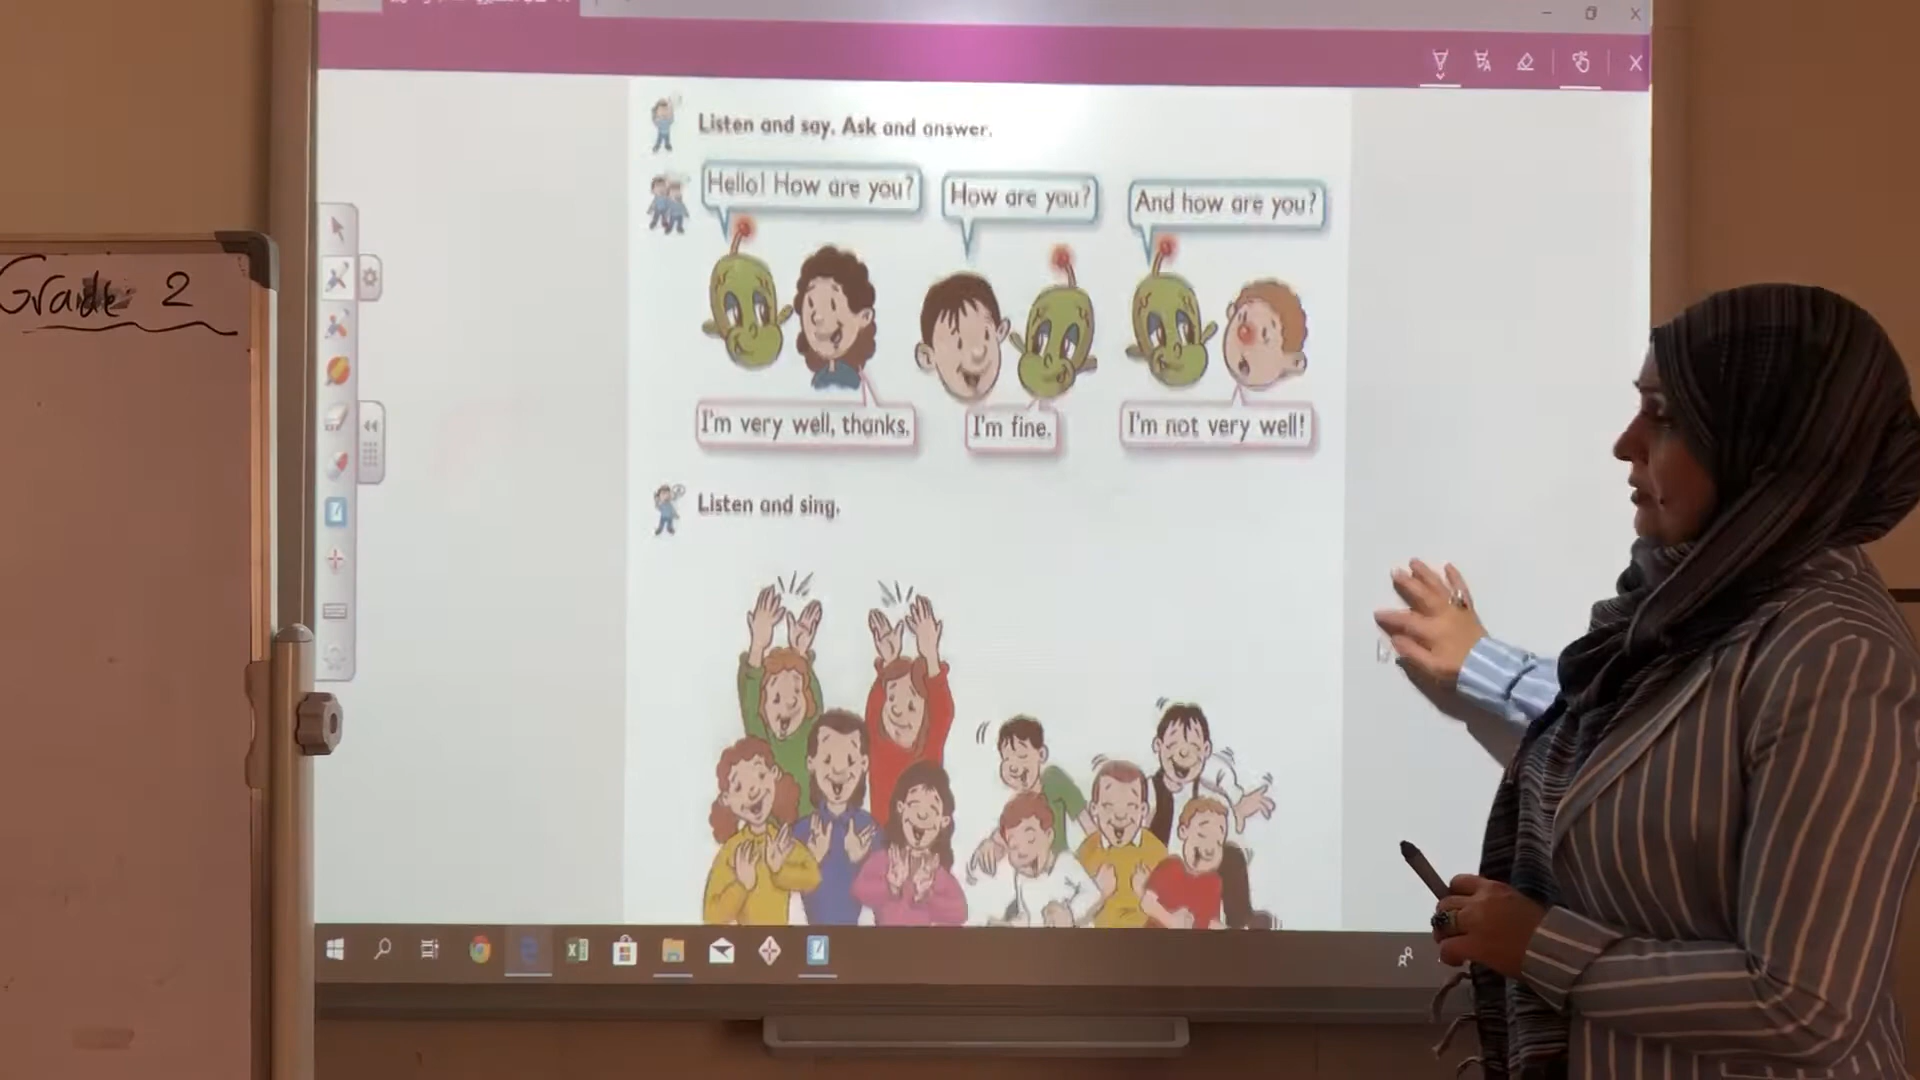 Grade 2
Listen and say. Ask and answer.
Hello! How are you?
How are you?
And how are you?
I'm very well, thanks.
I'm fine.
I'm not very well!
Listen and sing.